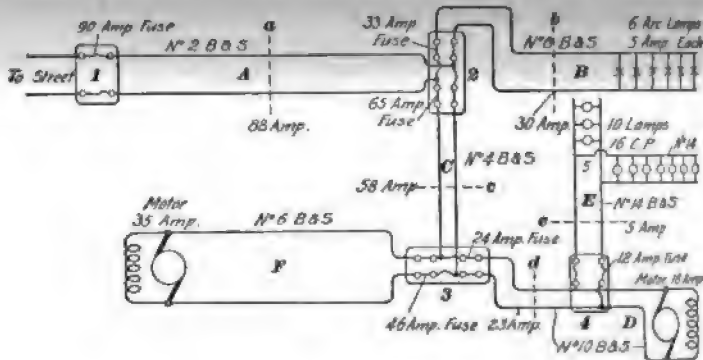 90 Amp Fuse
a
33 Amp
Fuse
b
6 Arc Lamps
5 Amp Each
Nº 2 B & S
Nº 8 B & S
To Street
1
A
2
B
65 Amp
Fuse
88 Amp.
30 Amp.
10 Lamps
16 C.P.
Nº 14
C
Nº 4 B & S
5
58 Amp
c
E
Nº 14 B & S
Motor
35 Amp.
Nº 6 B & S
e
5 Amp
24 Amp. Fuse
d
12 Amp. Fuse
F
Motor 18 Amp
3
46 Amp. Fuse
23 Amp.
4
D
Nº 10 B & S